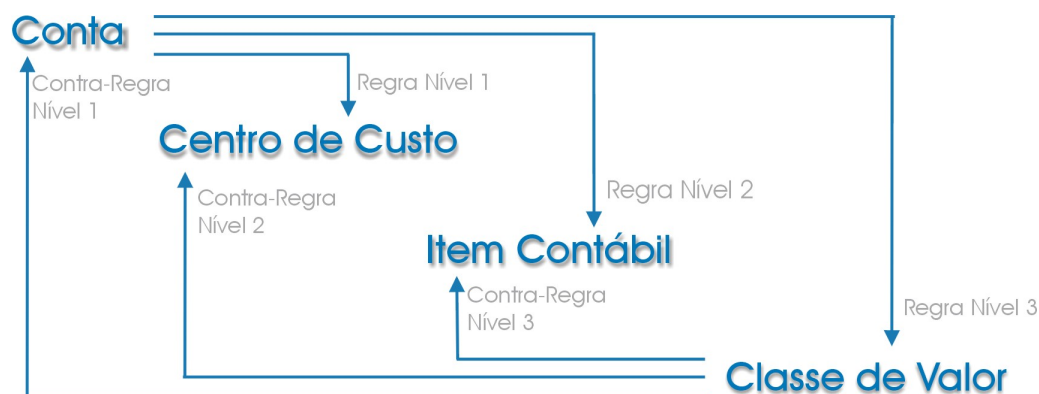 Conta
Contra-Regra
Nível 1
Regra Nível 1
Centro de Custo
Contra-Regra
Nível 2
Regra Nível 2
Item Contábil
Contra-Regra
Nível 3
Regra Nível 3
Classe de Valor